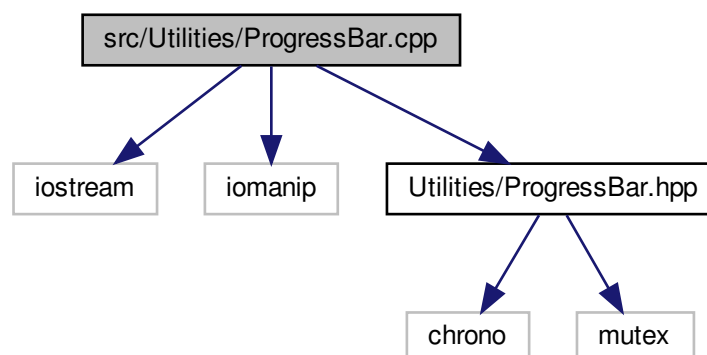 src/Utilities/ProgressBar.cpp
iostream
iomanip
Utilities/ProgressBar.hpp
chrono
mutex